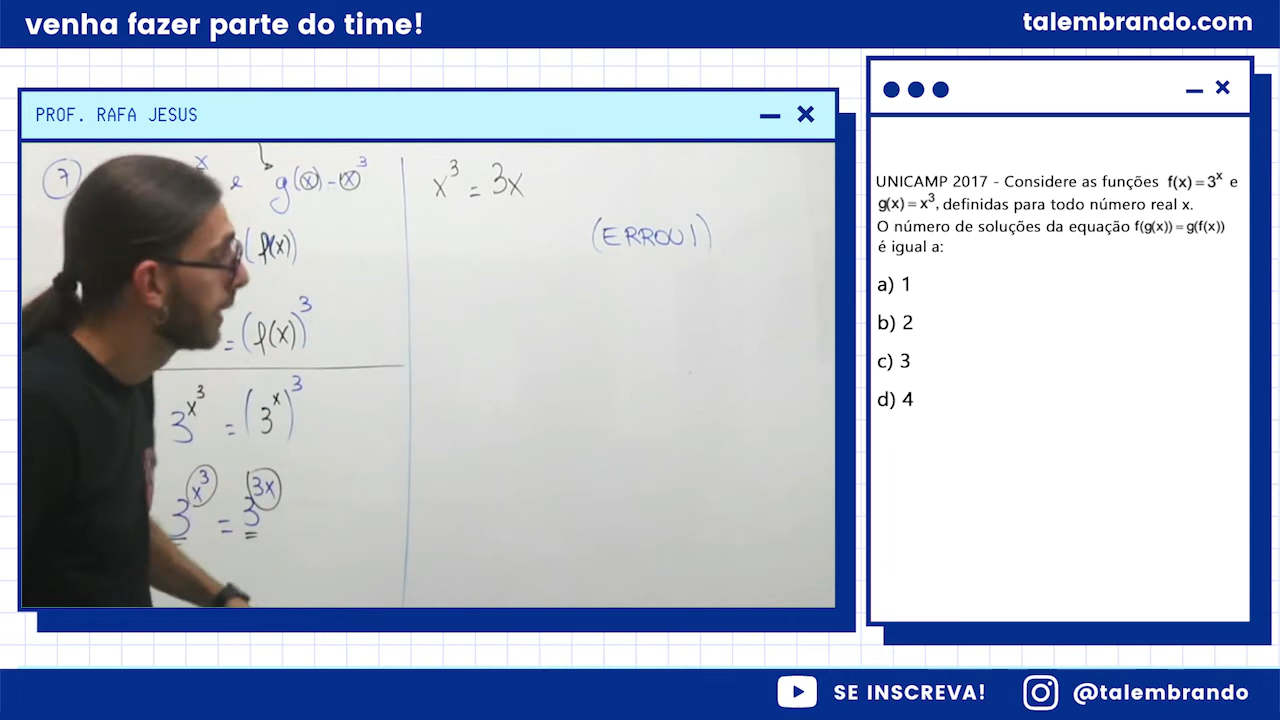 venha fazer parte do time!
talembrando.com
PROF. RAFA JESUS
7
x e g(x) - x³
(f(x))
= (f(x))³
3^x³ = (3^x)³
3^x³ = 3^3x
x³ = 3x
(ERROU!)
UNICAMP 2017 - Considere as funções f(x) = 3^x e
g(x) = x³, definidas para todo número real x.
O número de soluções da equação f(g(x)) = g(f(x))
é igual a:
a) 1
b) 2
c) 3
d) 4
SE INSCREVA!
@talembrando